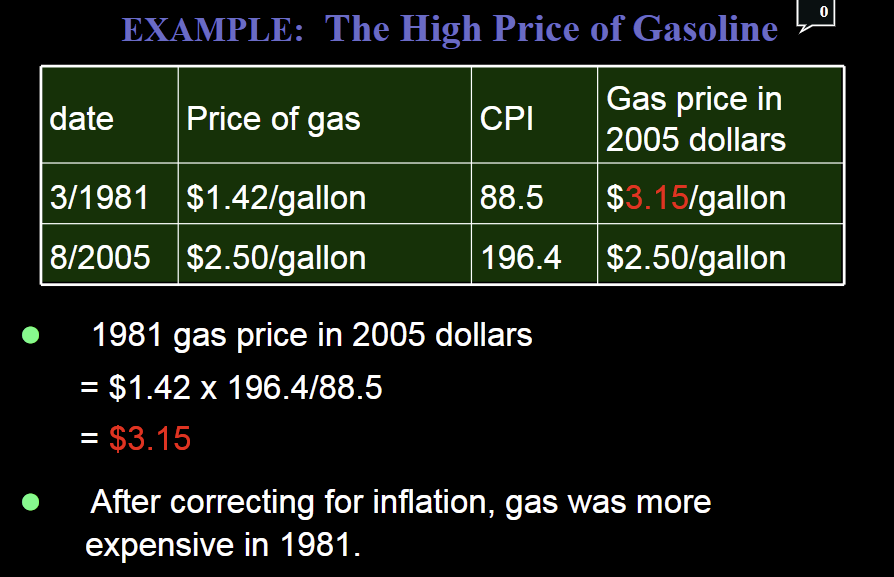 0
EXAMPLE: The High Price of Gasoline
date Price of gas CPI Gas price in
2005 dollars
3/1981 $1.42/gallon 88.5 $3.15/gallon
8/2005 $2.50/gallon 196.4 $2.50/gallon
1981 gas price in 2005 dollars
= $1.42 x 196.4/88.5
= $3.15
After correcting for inflation, gas was more
expensive in 1981.